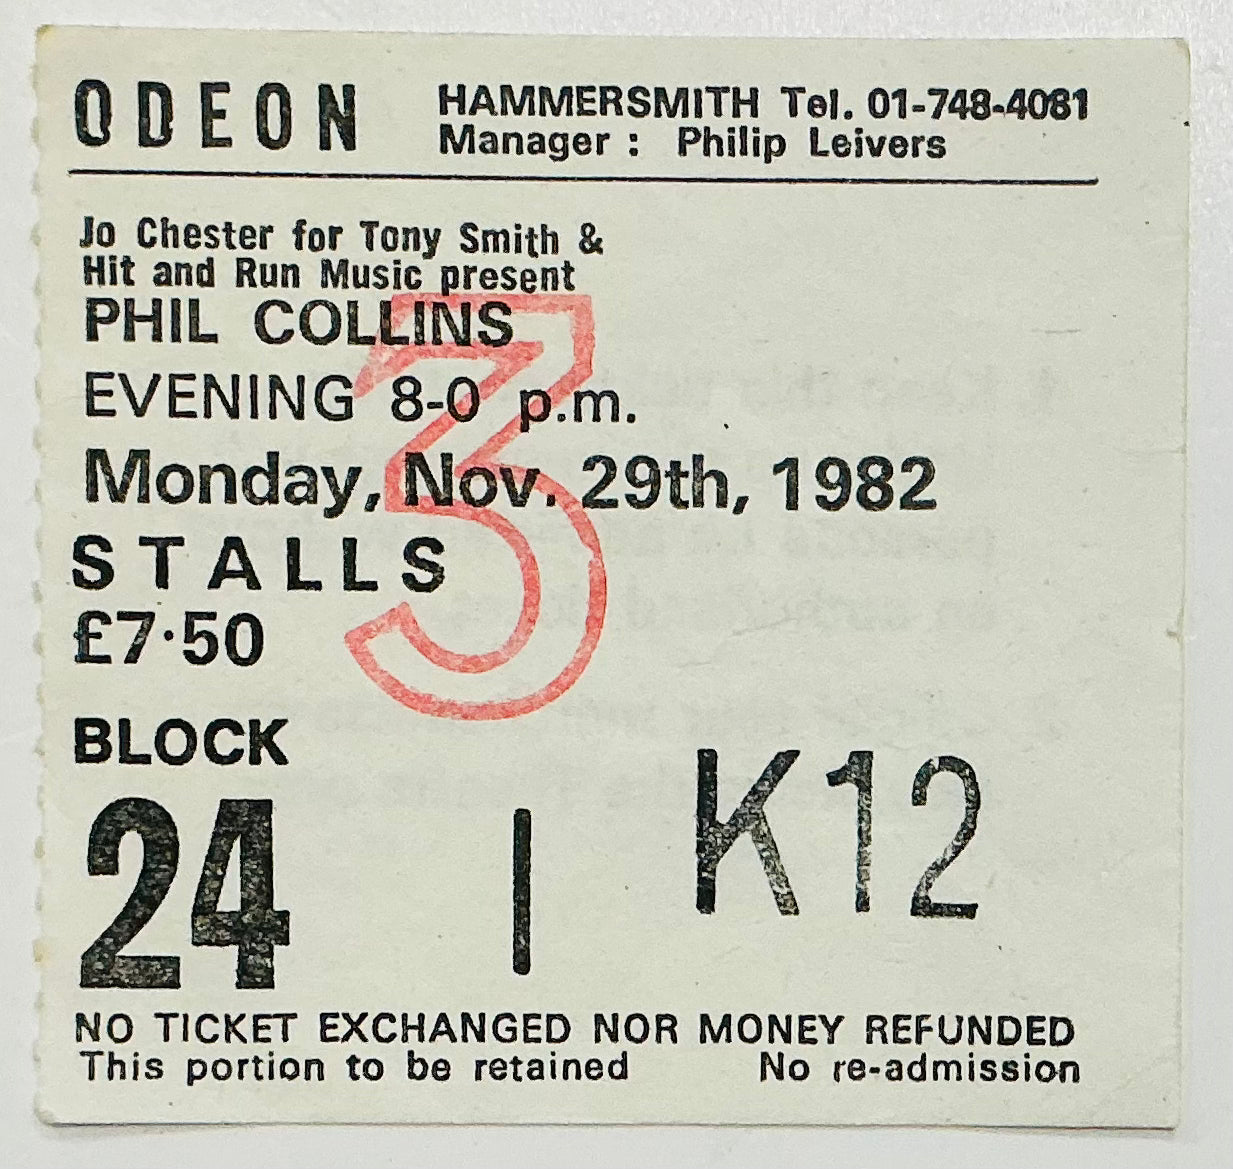 ODEON
HAMMERSMITH Tel. 01-748-4081
Manager : Philip Leivers
Jo Chester for Tony Smith &
Hit and Run Music present
PHIL COLLINS
EVENING 8-0 p.m.
Monday, Nov. 29th, 1982
STALLS
£7·50
3
BLOCK
24 | K12
NO TICKET EXCHANGED NOR MONEY REFUNDED
This portion to be retained No re-admission